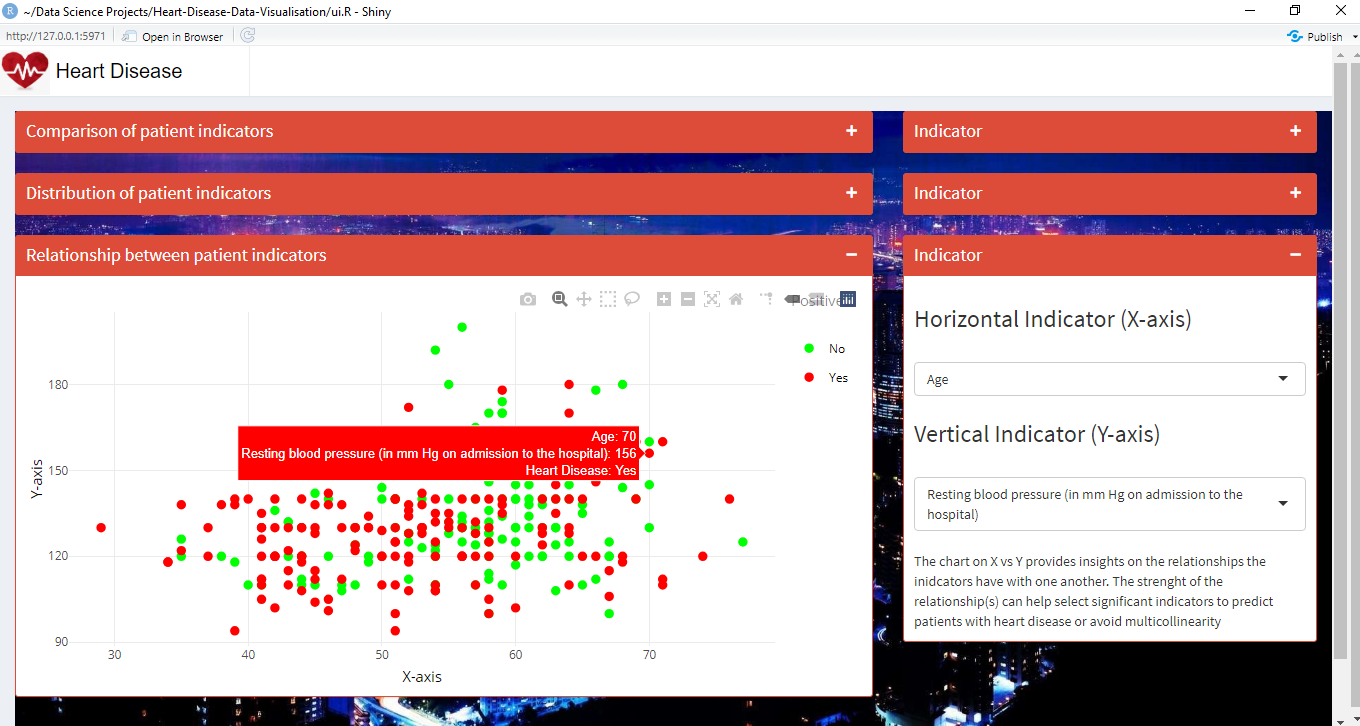 ~/Data Science Projects/Heart-Disease-Data-Visualisation/ui.R - Shiny
http://127.0.0.1:5971 Open in Browser Publish
Heart Disease
Comparison of patient indicators +
Indicator +
Distribution of patient indicators +
Indicator +
Relationship between patient indicators −
Indicator −
Positive
No
Yes
180
150
120
90
Y-axis
Age: 70
Resting blood pressure (in mm Hg on admission to the hospital): 156
Heart Disease: Yes
30 40 50 60 70
X-axis
Horizontal Indicator (X-axis)
Age
Vertical Indicator (Y-axis)
Resting blood pressure (in mm Hg on admission to the
hospital)
The chart on X vs Y provides insights on the relationships the
inidcators have with one another. The strenght of the
relationship(s) can help select significant indicators to predict
patients with heart disease or avoid multicollinearity